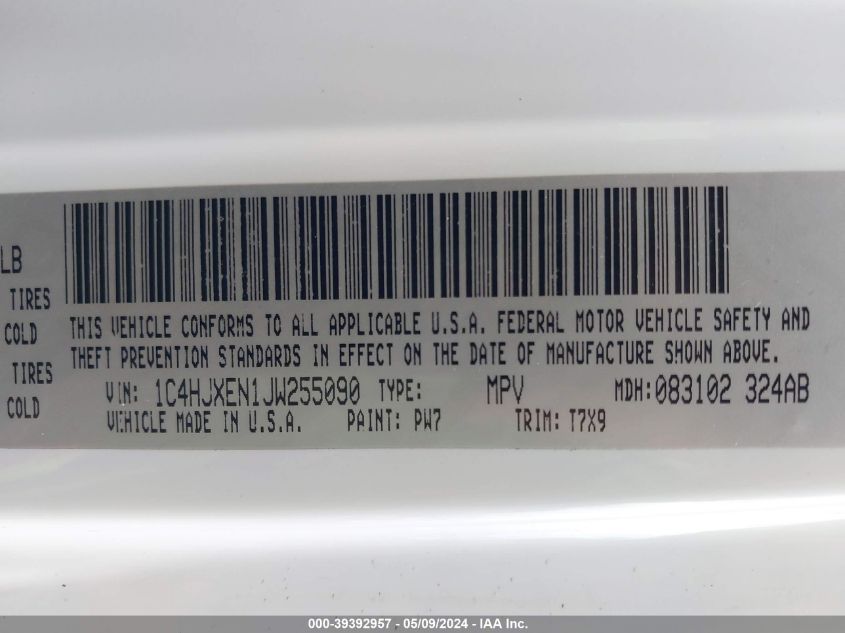 LB
TIRES
COLD
TIRES
COLD
THIS VEHICLE CONFORMS TO ALL APPLICABLE U.S.A. FEDERAL MOTOR VEHICLE SAFETY AND
THEFT PREVENTION STANDARDS IN EFFECT ON THE DATE OF MANUFACTURE SHOWN ABOVE.
VIN: 1C4HJXEN1JW255090 TYPE: MPV MDH:083102 324AB
VEHICLE MADE IN U.S.A. PAINT: PW7 TRIM: T7X9
000-39392957 - 05/09/2024 - IAA Inc.